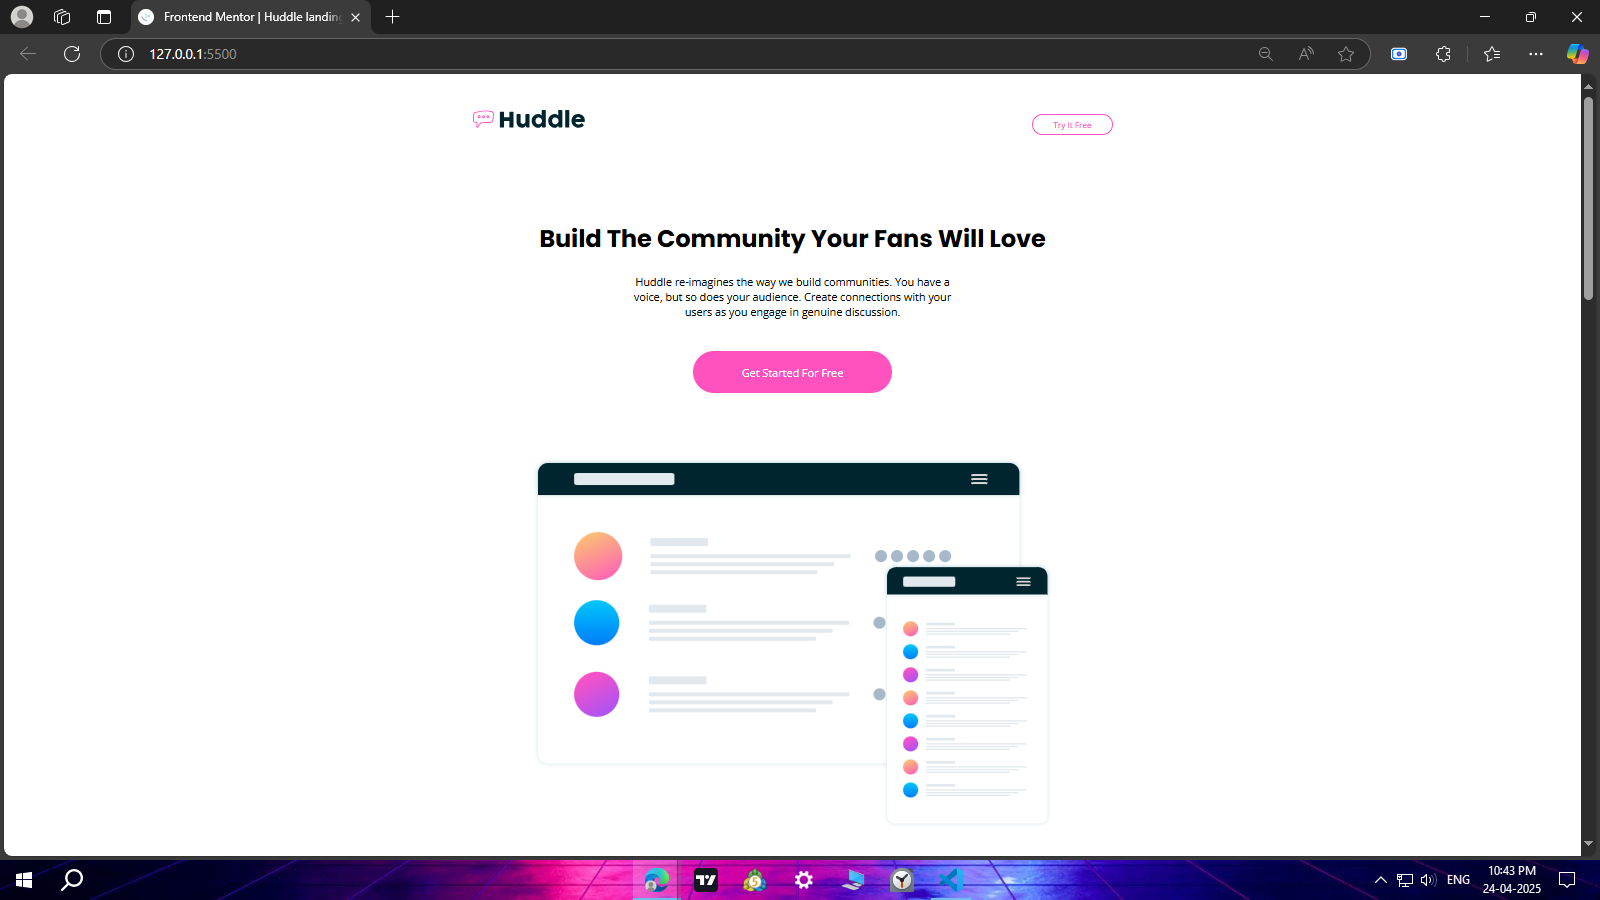 Frontend Mentor | Huddle landin
127.0.0.1:5500
Huddle
Try It Free
Build The Community Your Fans Will Love
Huddle re-imagines the way we build communities. You have a
voice, but so does your audience. Create connections with your
users as you engage in genuine discussion.
Get Started For Free
ENG
10:43 PM
24-04-2025